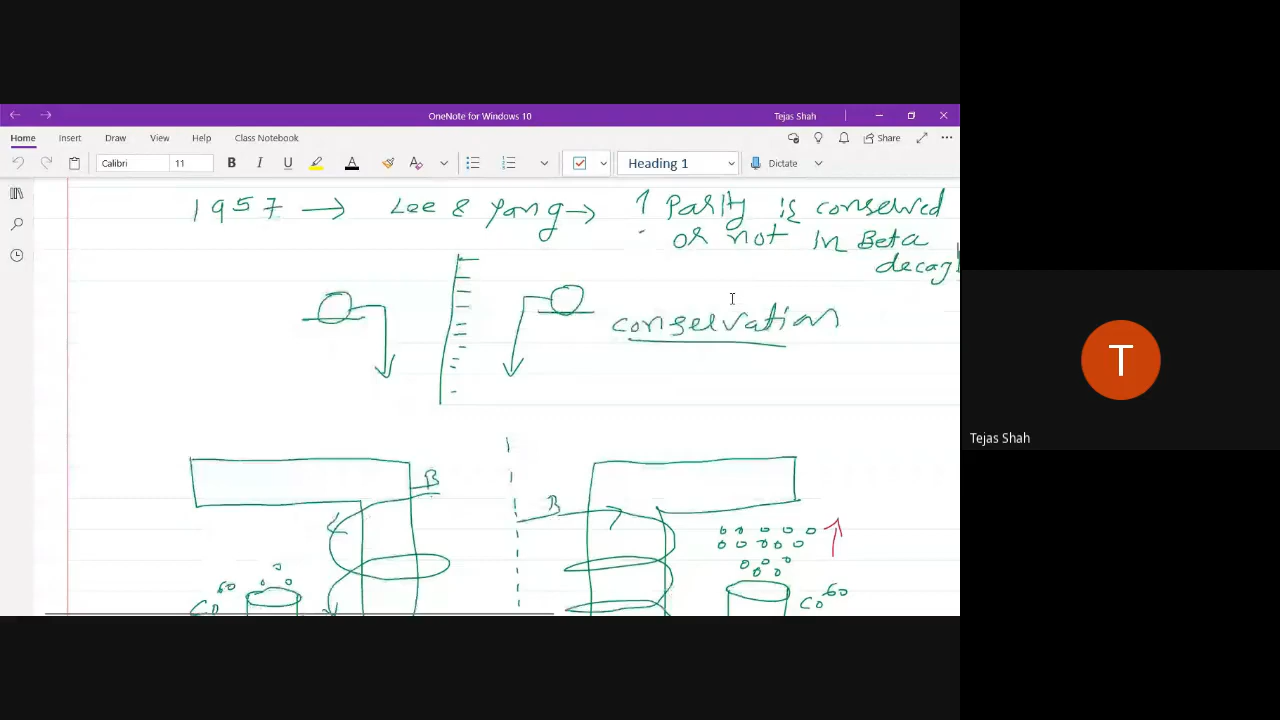 OneNote for Windows 10
Tejas Shah
Home Insert Draw View Help Class Notebook
Share
Calibri 11 B I U A Heading 1 Dictate
1957 → Lee & Yang → 1 Parity is conserved
or not in Beta
decay
conservation
B
B
Co60
Co60
T
Tejas Shah